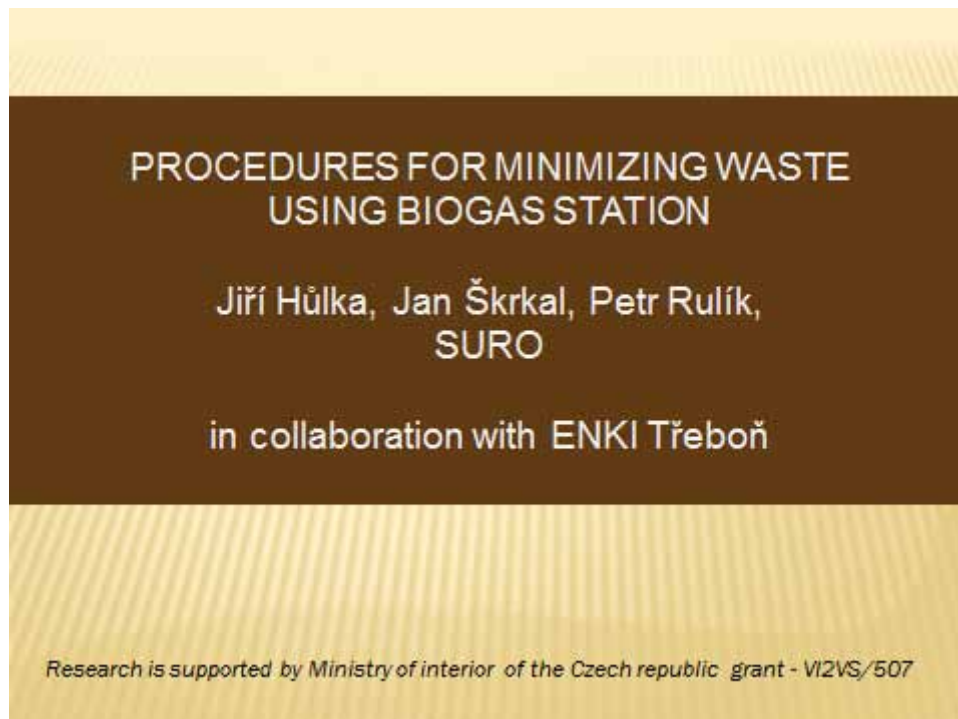 PROCEDURES FOR MINIMIZING WASTE
USING BIOGAS STATION
Jiří Hůlka, Jan Škrkal, Petr Rulík,
SURO
in collaboration with ENKI Třeboň
Research is supported by Ministry of interior of the Czech republic grant - VI2VS/507